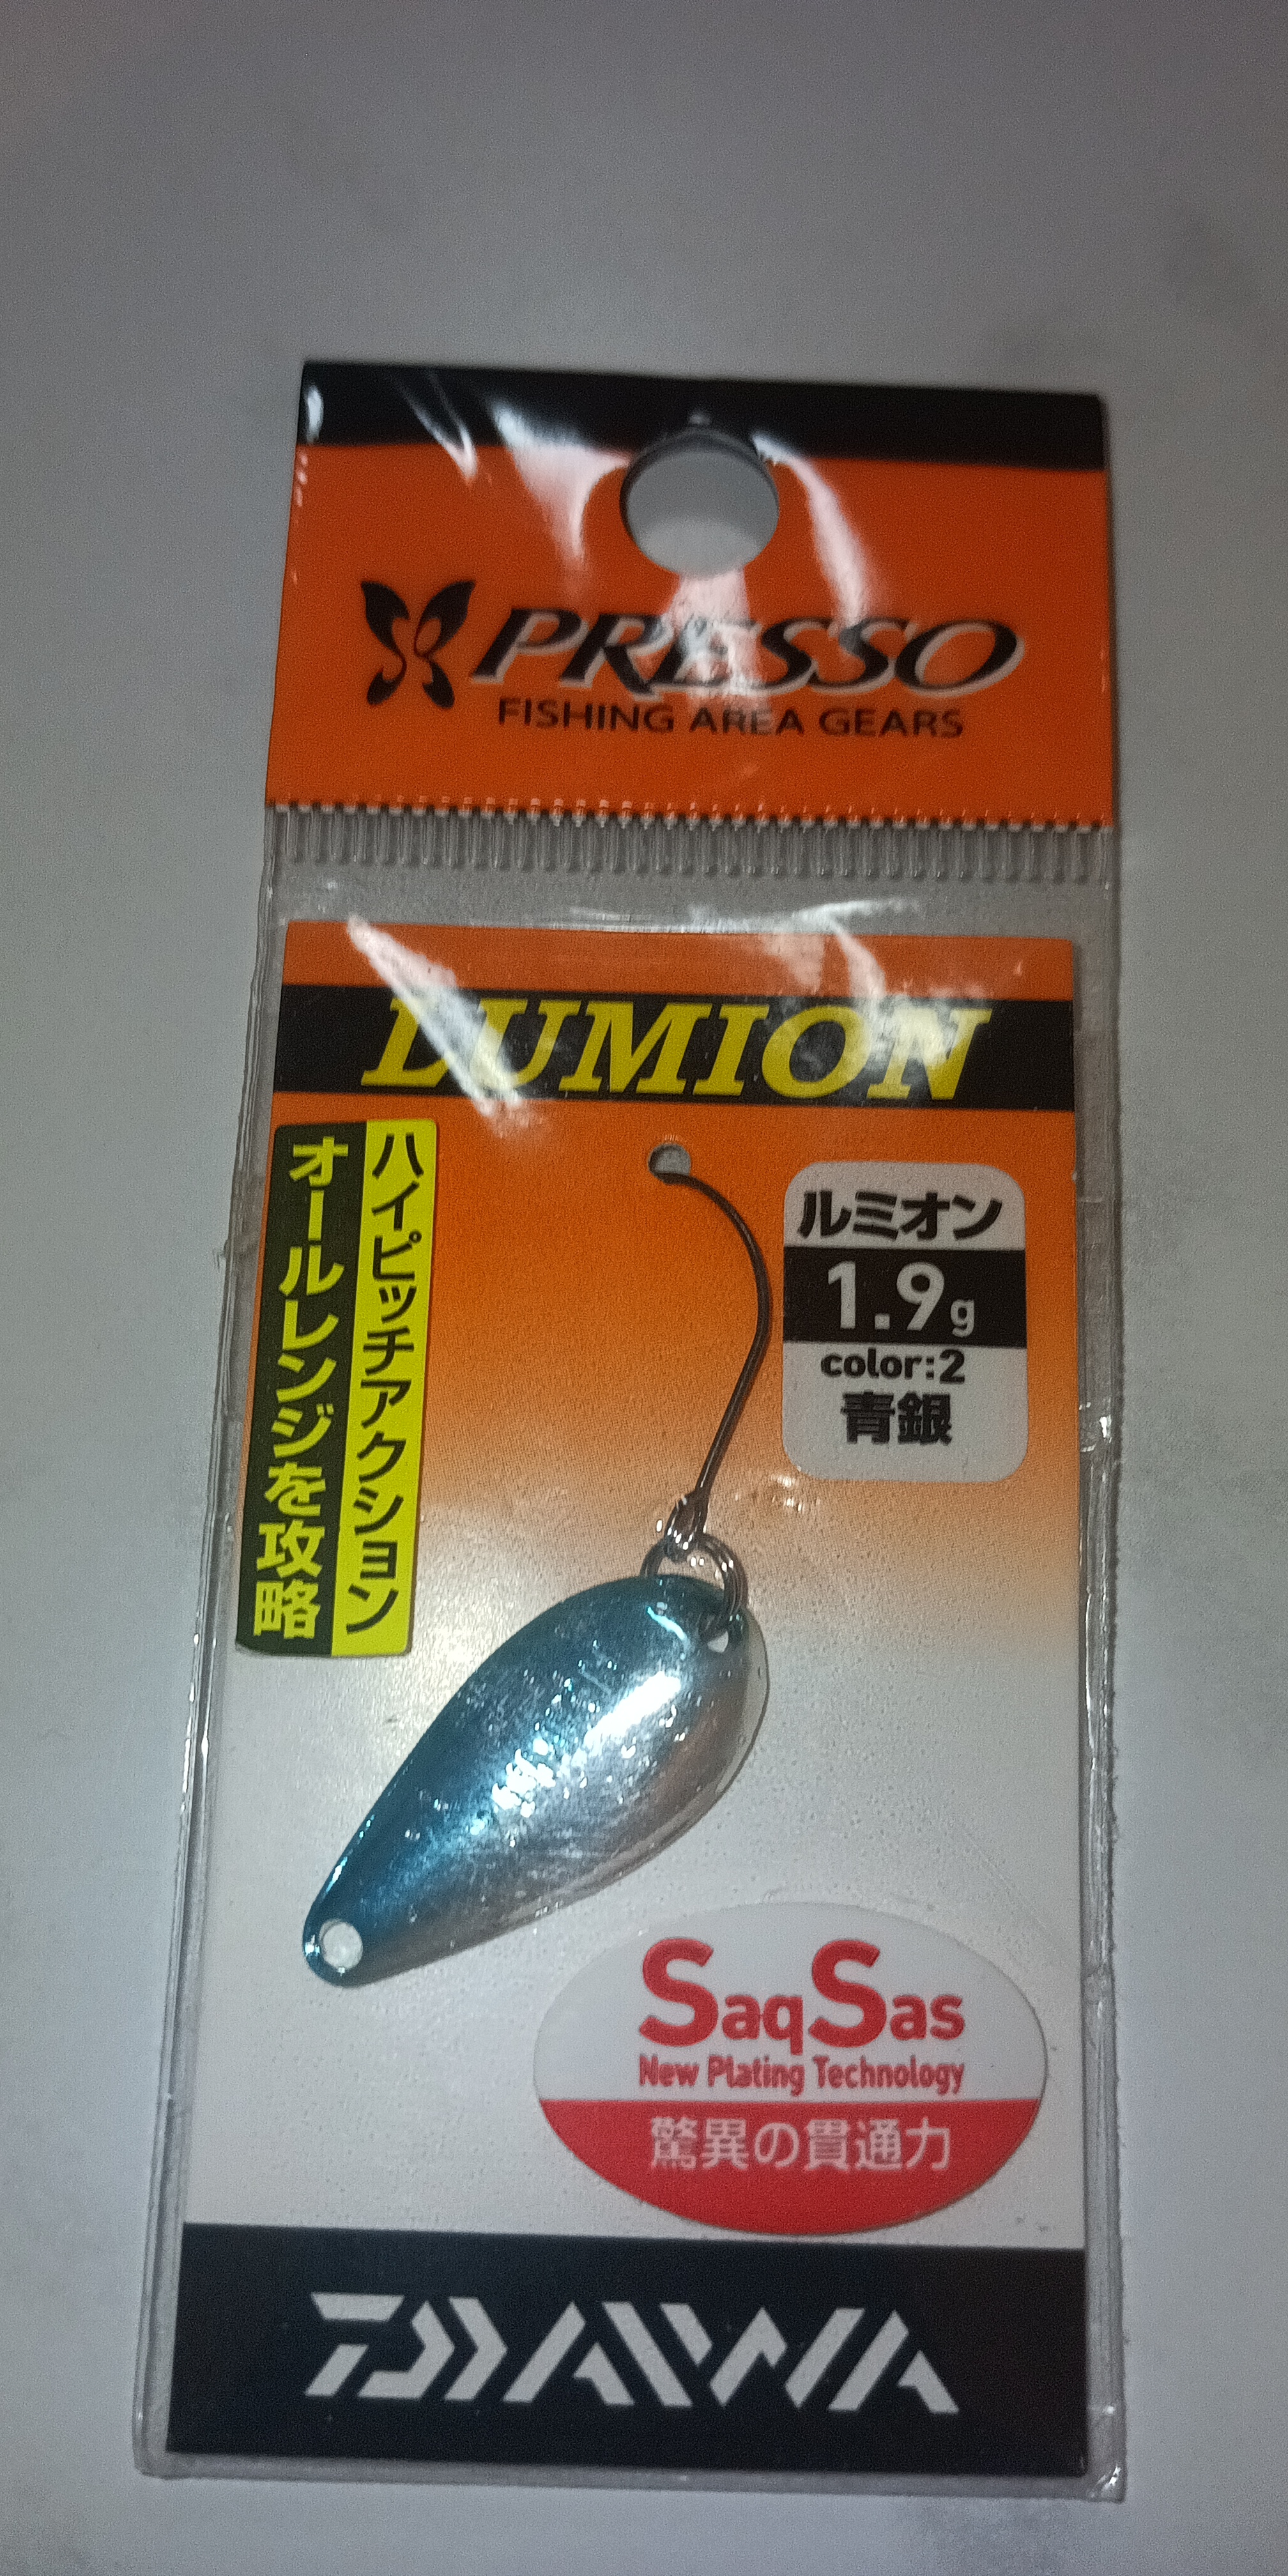 PRESSO
FISHING AREA GEARS
LUMION
ハイピッチアクション
オールレンジを攻略
ルミオン
1.9g
color:2
青銀
SaqSas
New Plating Technology
驚異の貫通力
DAIWA